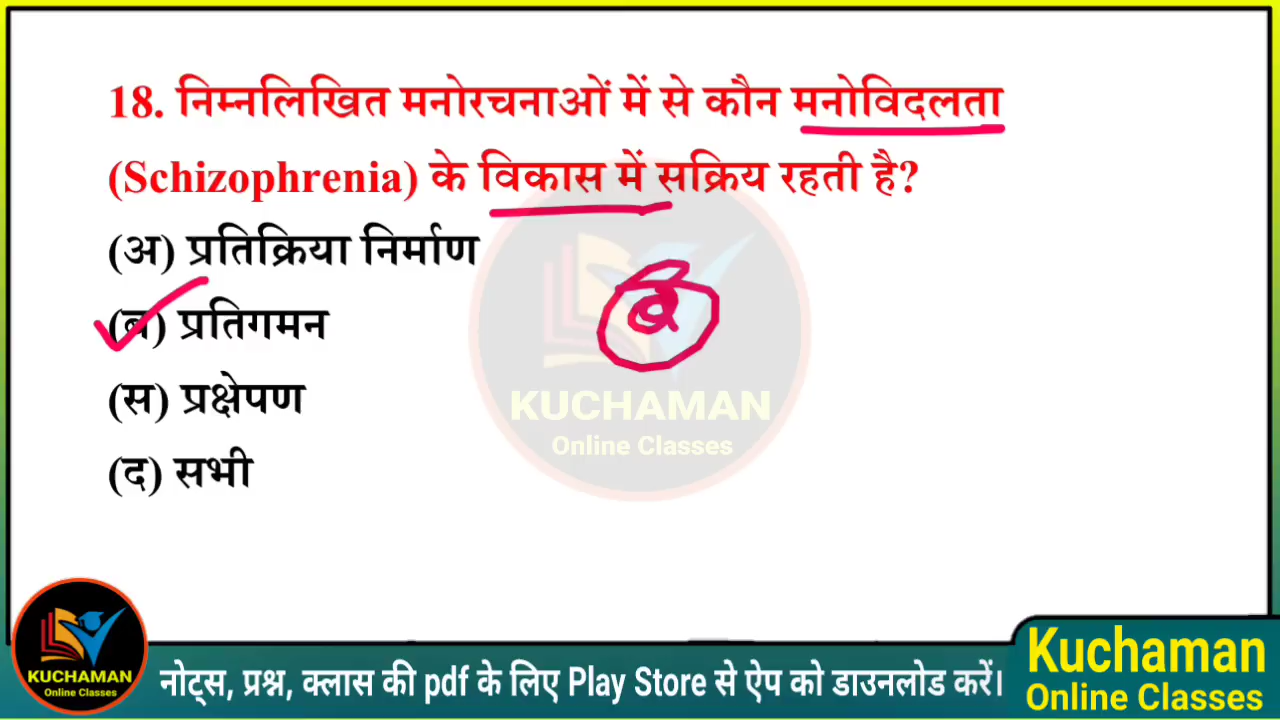 18. निम्नलिखित मनोरचनाओं में से कौन मनोविदलता
(Schizophrenia) के विकास में सक्रिय रहती है?
(अ) प्रतिक्रिया निर्माण
(ब) प्रतिगमन
(स) प्रक्षेपण
(द) सभी
KUCHAMAN
Online Classes
KUCHAMAN
Online Classes
नोट्स, प्रश्न, क्लास की pdf के लिए Play Store से ऐप को डाउनलोड करें।
Kuchaman
Online Classes